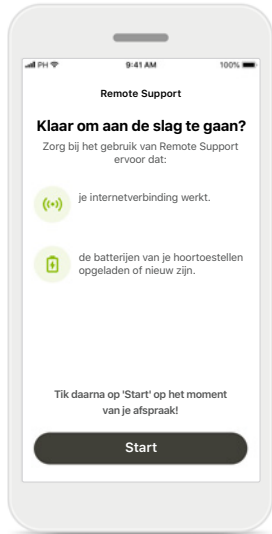 PH 9:41 AM 100%
Remote Support
Klaar om aan de slag te gaan?
Zorg bij het gebruik van Remote Support
ervoor dat:
je internetverbinding werkt.
de batterijen van je hoortoestellen
opgeladen of nieuw zijn.
Tik daarna op 'Start' op het moment
van je afspraak!
Start